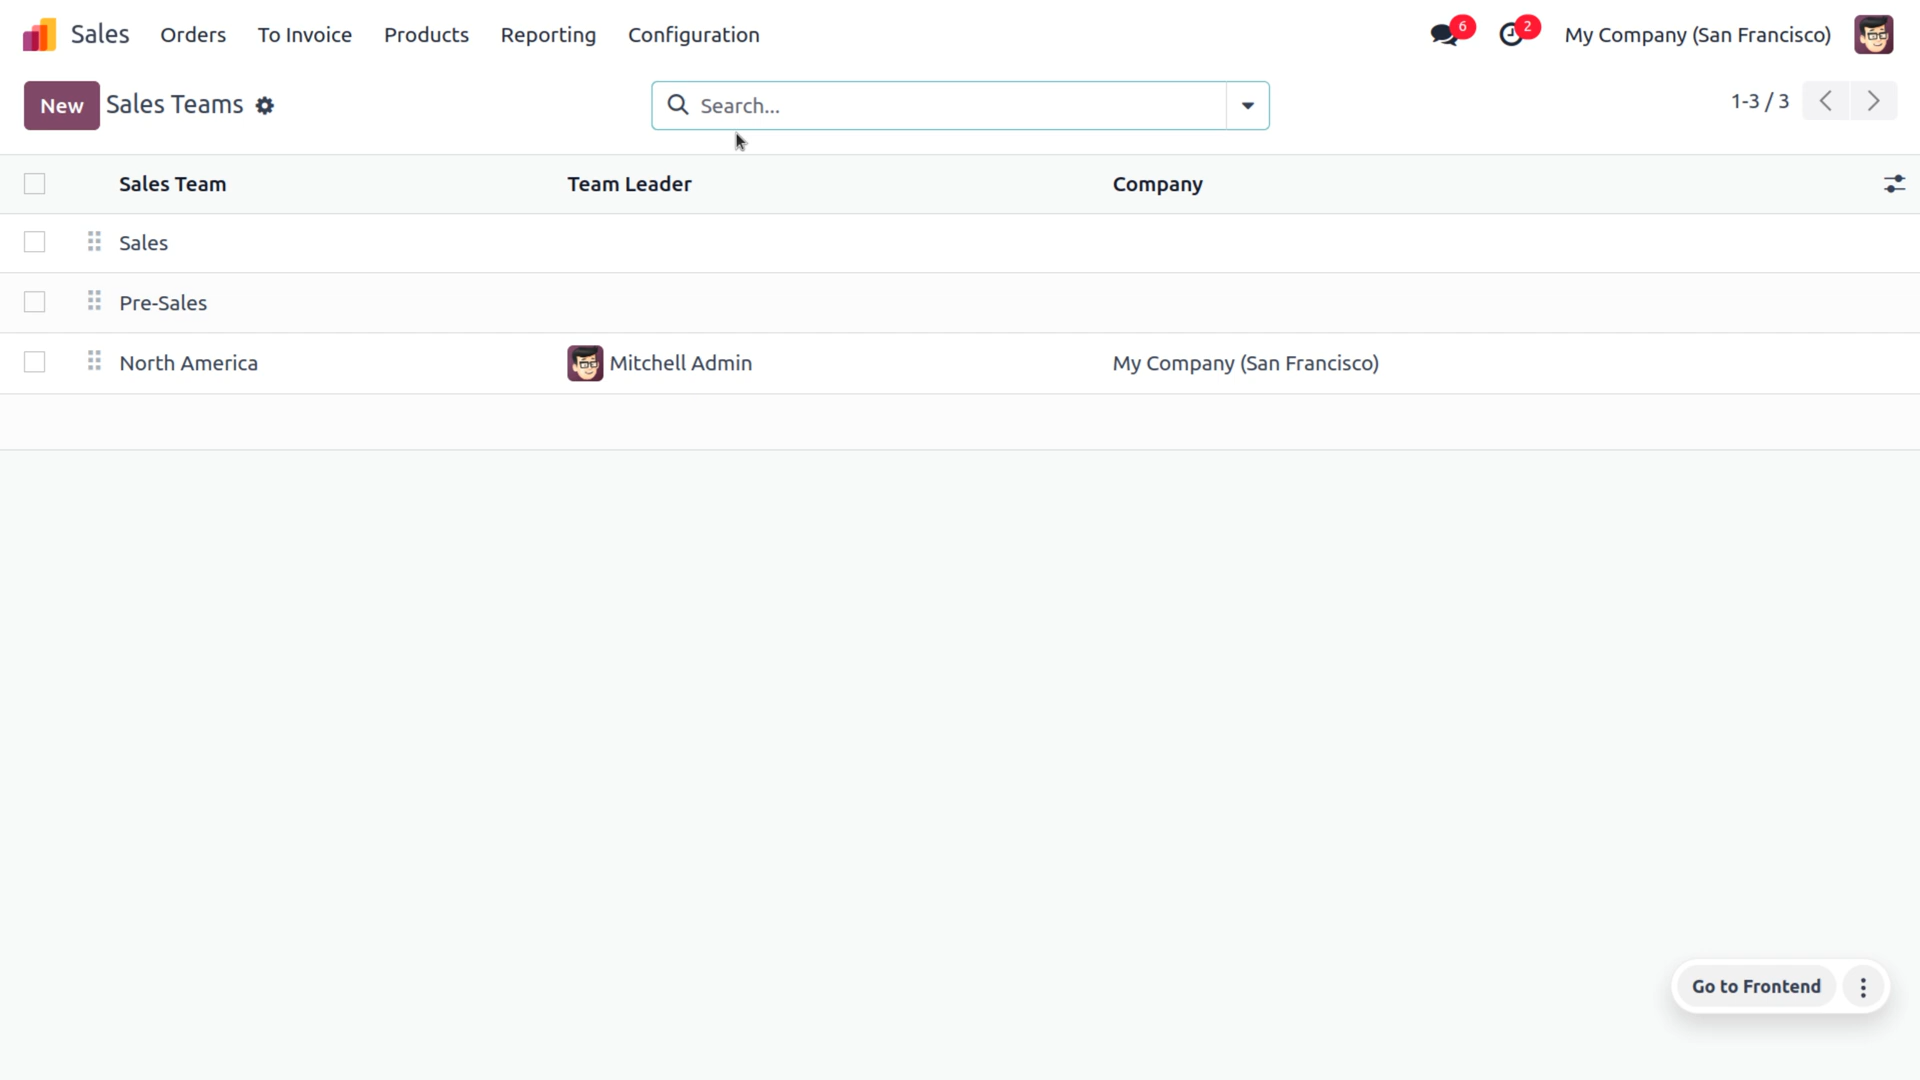 Sales Orders To Invoice Products Reporting Configuration 6 2 My Company (San Francisco)
New Sales Teams Search... 1-3 / 3
Sales Team Team Leader Company
Sales
Pre-Sales
North America Mitchell Admin My Company (San Francisco)
Go to Frontend